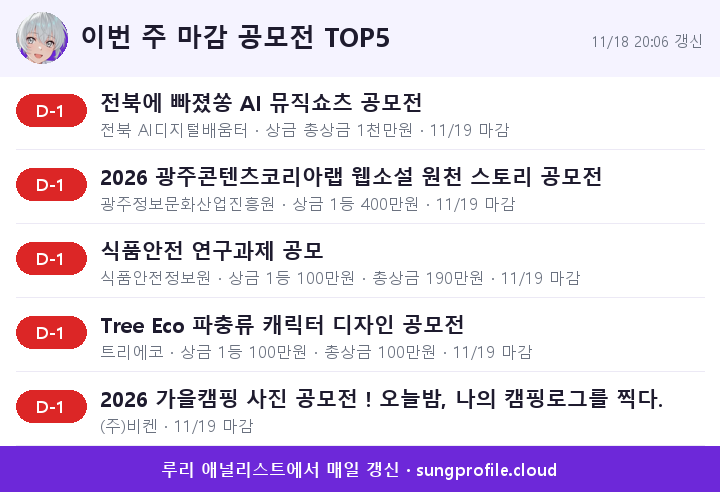 이번 주 마감 공모전 TOP5
11/18 20:06 갱신
D-1
전북에 빠졌쏭 AI 뮤직쇼츠 공모전
전북 AI디지털배움터 · 상금 총상금 1천만원 · 11/19 마감
D-1
2026 광주콘텐츠코리아랩 웹소설 원천 스토리 공모전
광주정보문화산업진흥원 · 상금 1등 400만원 · 11/19 마감
D-1
식품안전 연구과제 공모
식품안전정보원 · 상금 1등 100만원 · 총상금 190만원 · 11/19 마감
D-1
Tree Eco 파충류 캐릭터 디자인 공모전
트리에코 · 상금 1등 100만원 · 총상금 100만원 · 11/19 마감
D-1
2026 가을캠핑 사진 공모전 ! 오늘밤, 나의 캠핑로그를 찍다.
(주)비켄 · 11/19 마감
루리 애널리스트에서 매일 갱신 · sungprofile.cloud